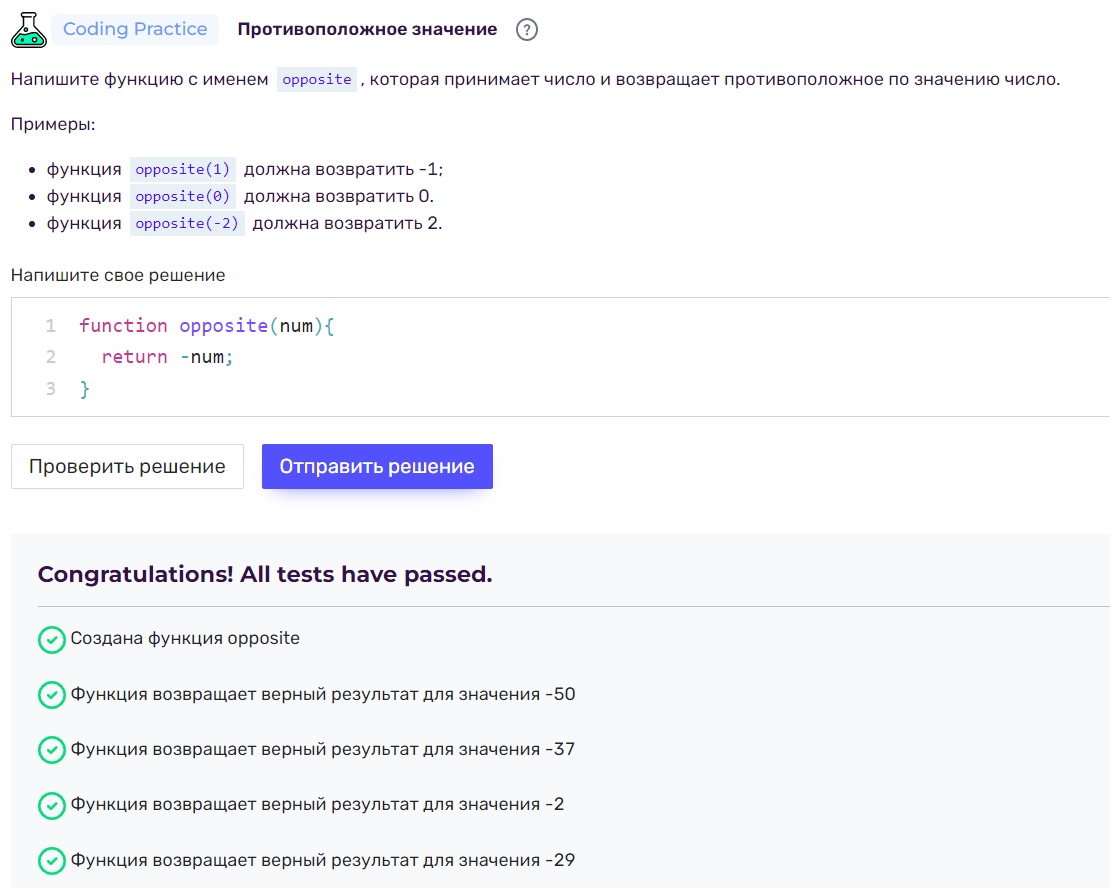 Coding Practice Противоположное значение ?
Напишите функцию с именем opposite , которая принимает число и возвращает противоположное по значению число.
Примеры:
• функция opposite(1) должна возвратить -1;
• функция opposite(0) должна возвратить 0.
• функция opposite(-2) должна возвратить 2.
Напишите свое решение
1 function opposite(num){
2 return -num;
3 }
Проверить решение Отправить решение
Congratulations! All tests have passed.
Создана функция opposite
Функция возвращает верный результат для значения -50
Функция возвращает верный результат для значения -37
Функция возвращает верный результат для значения -2
Функция возвращает верный результат для значения -29